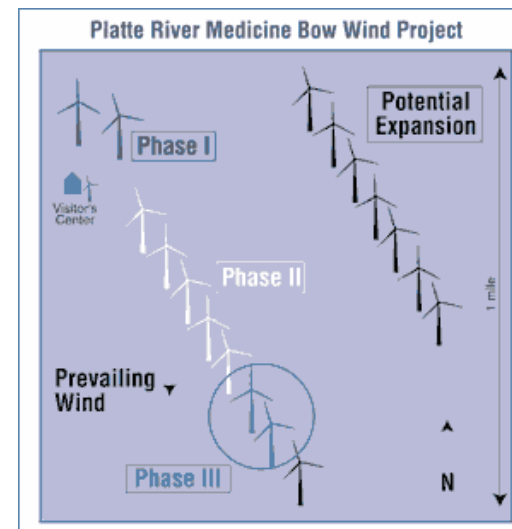 Platte River Medicine Bow Wind Project
Potential
Expansion
Phase I
Visitor's
Center
Phase II
1 mile
Prevailing
Wind
Phase III
N